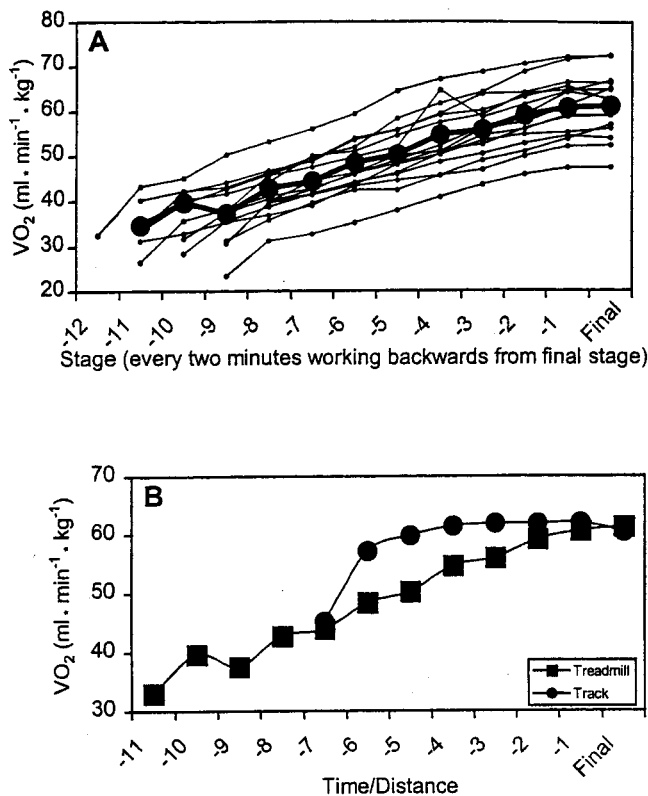 A
80
70
60
50
40
30
20
VO2 (ml · min-1 · kg-1)
-12 -11 -10 -9 -8 -7 -6 -5 -4 -3 -2 -1 Final
Stage (every two minutes working backwards from final stage)
B
70
60
50
40
30
VO2 (ml · min-1 · kg-1)
Treadmill
Track
-11 -10 -9 -8 -7 -6 -5 -4 -3 -2 -1 Final
Time/Distance